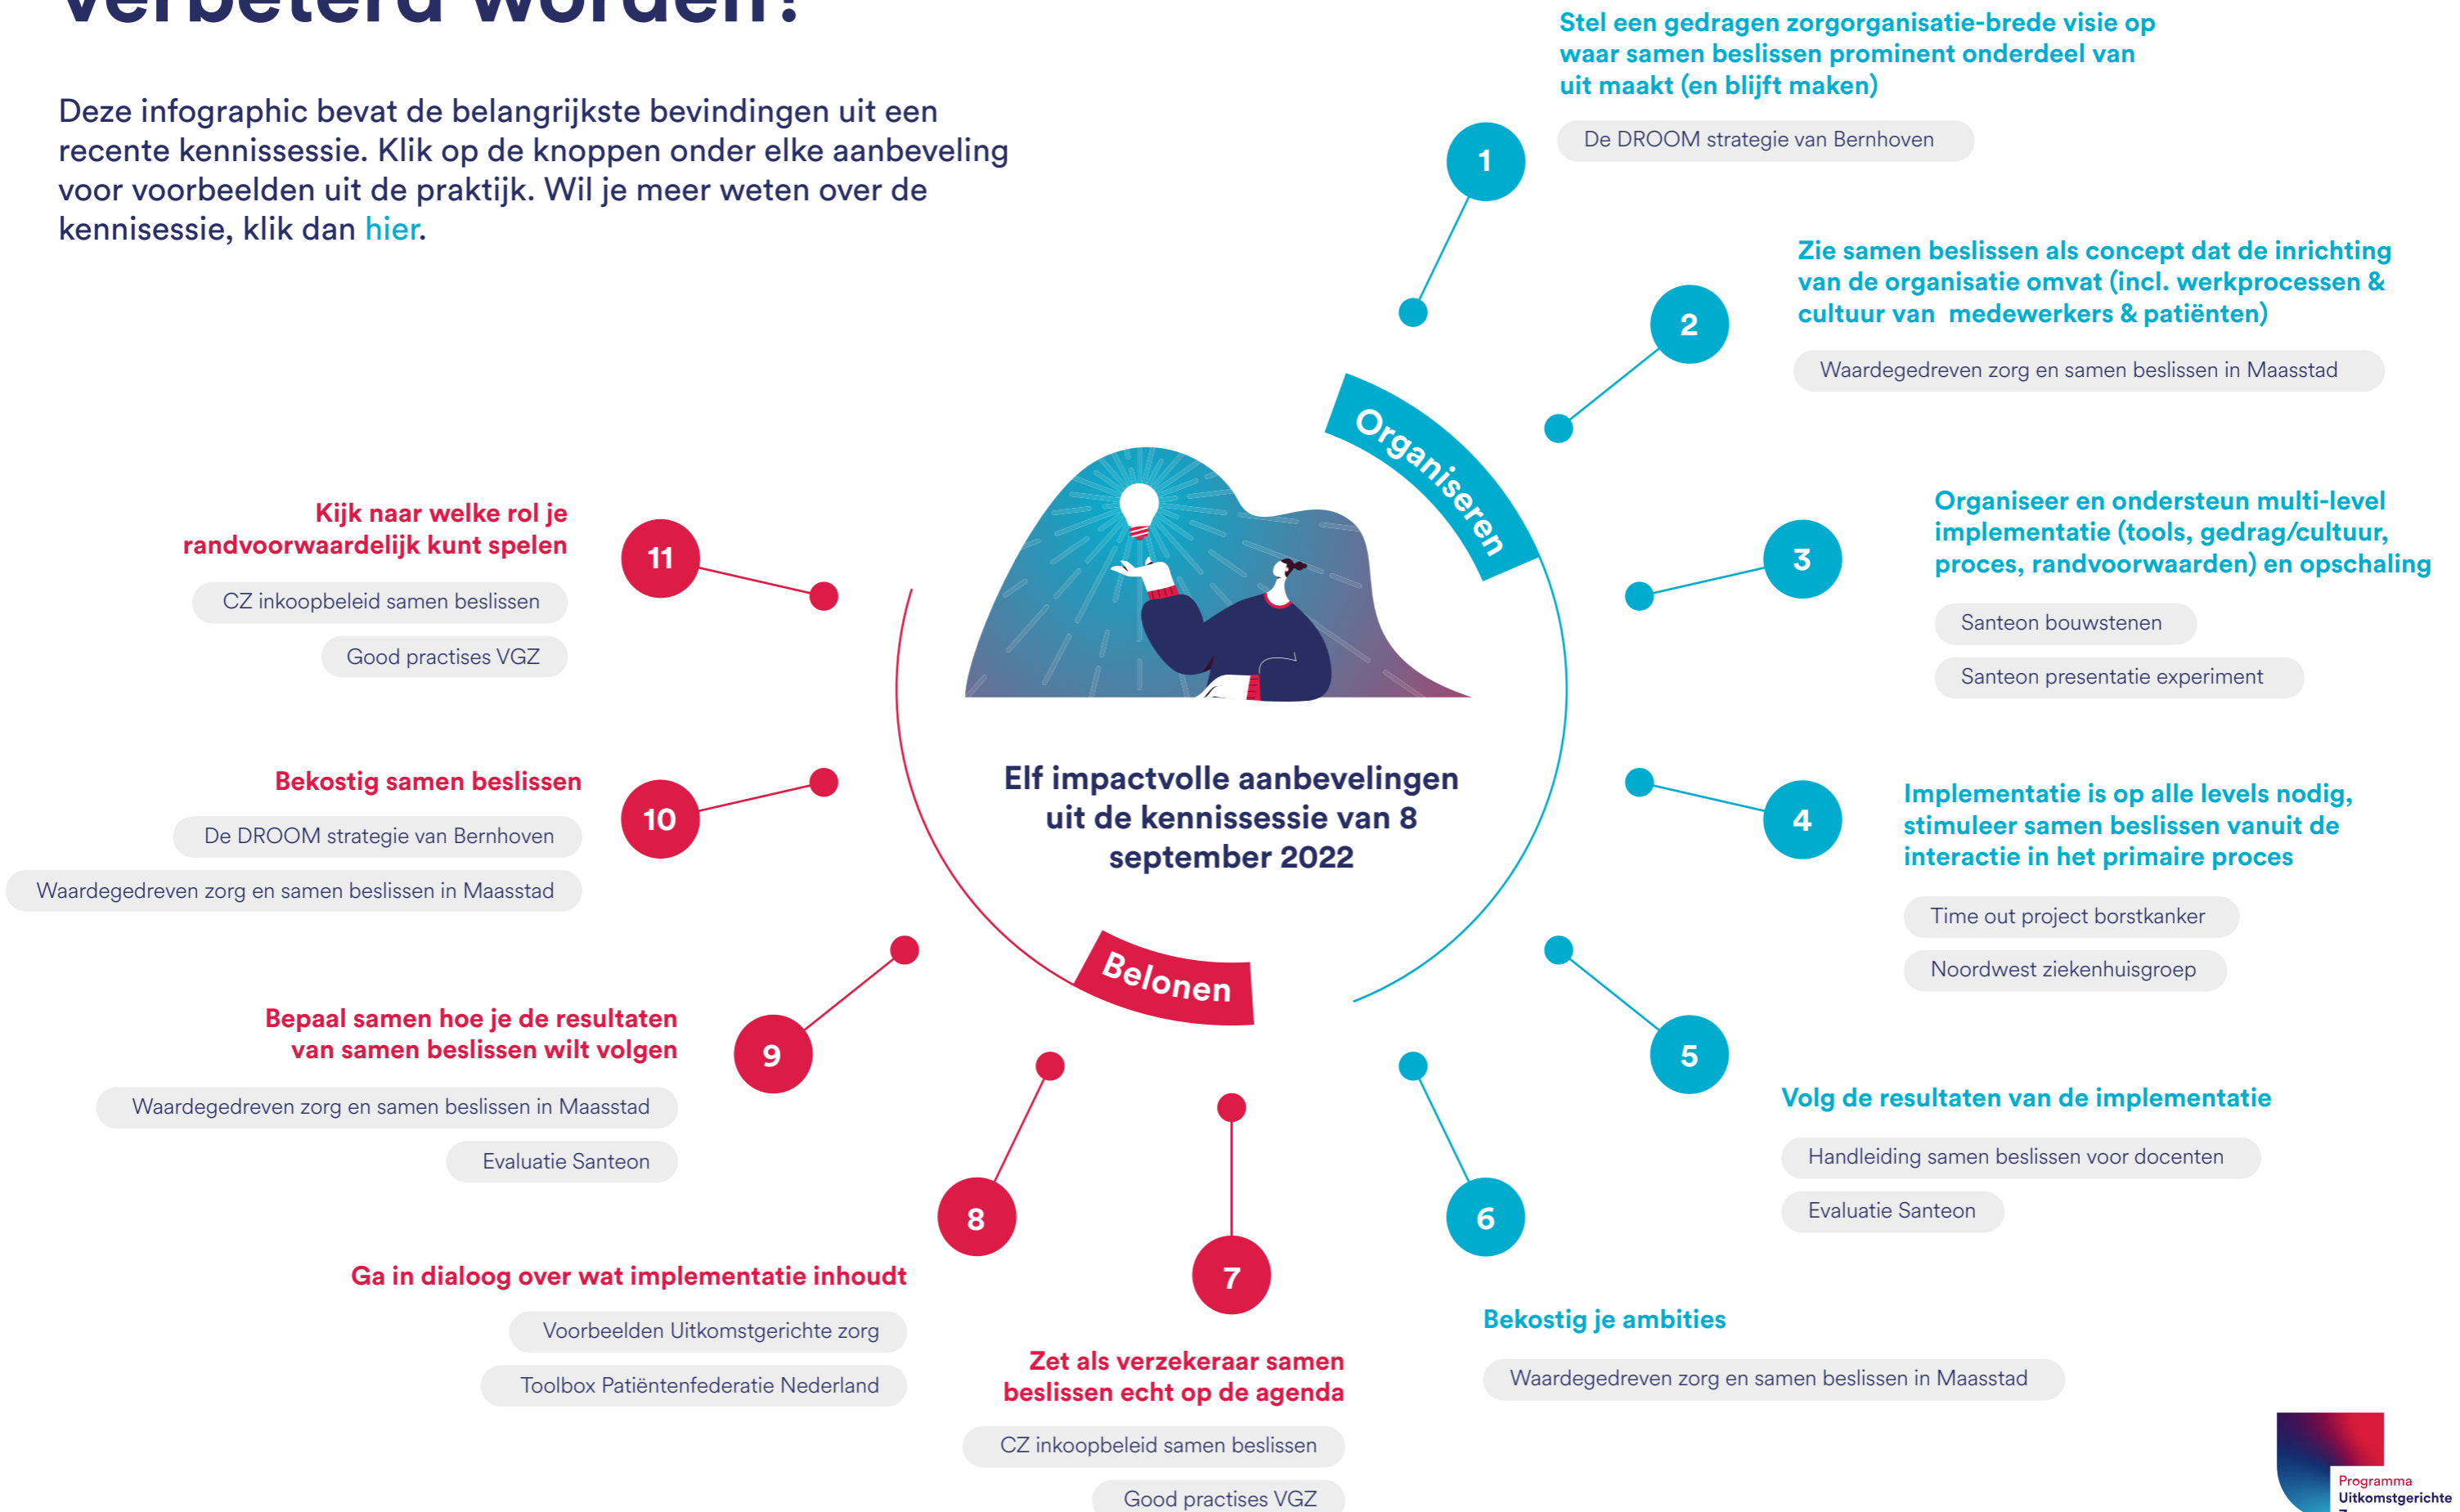 verbeterd worden?
Deze infographic bevat de belangrijkste bevindingen uit een
recente kennissessie. Klik op de knoppen onder elke aanbeveling
voor voorbeelden uit de praktijk. Wil je meer weten over de
kennisessie, klik dan hier.
Organiseren
1
Stel een gedragen zorgorganisatie-brede visie op
waar samen beslissen prominent onderdeel van
uit maakt (en blijft maken)
De DROOM strategie van Bernhoven
2
Zie samen beslissen als concept dat de inrichting
van de organisatie omvat (incl. werkprocessen &
cultuur van medewerkers & patiënten)
Waardegedreven zorg en samen beslissen in Maasstad
3
Organiseer en ondersteun multi-level
implementatie (tools, gedrag/cultuur,
proces, randvoorwaarden) en opschaling
Santeon bouwstenen
Santeon presentatie experiment
4
Implementatie is op alle levels nodig,
stimuleer samen beslissen vanuit de
interactie in het primaire proces
Time out project borstkanker
Noordwest ziekenhuisgroep
5
Volg de resultaten van de implementatie
Handleiding samen beslissen voor docenten
Evaluatie Santeon
6
Bekostig je ambities
Waardegedreven zorg en samen beslissen in Maasstad
Elf impactvolle aanbevelingen
uit de kennissessie van 8
september 2022
Belonen
7
Zet als verzekeraar samen
beslissen echt op de agenda
CZ inkoopbeleid samen beslissen
Good practises VGZ
8
Ga in dialoog over wat implementatie inhoudt
Voorbeelden Uitkomstgerichte zorg
Toolbox Patiëntenfederatie Nederland
9
Bepaal samen hoe je de resultaten
van samen beslissen wilt volgen
Waardegedreven zorg en samen beslissen in Maasstad
Evaluatie Santeon
10
Bekostig samen beslissen
De DROOM strategie van Bernhoven
Waardegedreven zorg en samen beslissen in Maasstad
11
Kijk naar welke rol je
randvoorwaardelijk kunt spelen
CZ inkoopbeleid samen beslissen
Good practises VGZ
Programma
Uitkomstgerichte